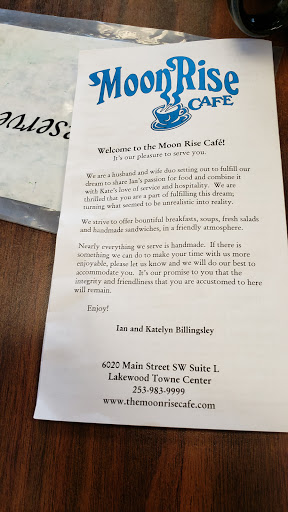 MoonRise
CAFE
Welcome to the Moon Rise Café!
It's our pleasure to serve you.
We are a husband and wife duo setting out to fulfill our
dream to share Ian's passion for food and combine it
with Kate's love of service and hospitality. We are
thrilled that you are a part of fulfilling this dream;
turning what seemed to be unrealistic into reality.
We strive to offer bountiful breakfasts, soups, fresh salads
and handmade sandwiches, in a friendly atmosphere.
Nearly everything we serve is handmade. If there is
something we can do to make your time with us more
enjoyable, please let us know and we will do our best to
accommodate you. It's our promise to you that the
integrity and friendliness that you are accustomed to here
will remain.
Enjoy!
Ian and Katelyn Billingsley
6020 Main Street SW Suite L
Lakewood Towne Center
253-983-9999
www.themoonrisecafe.com